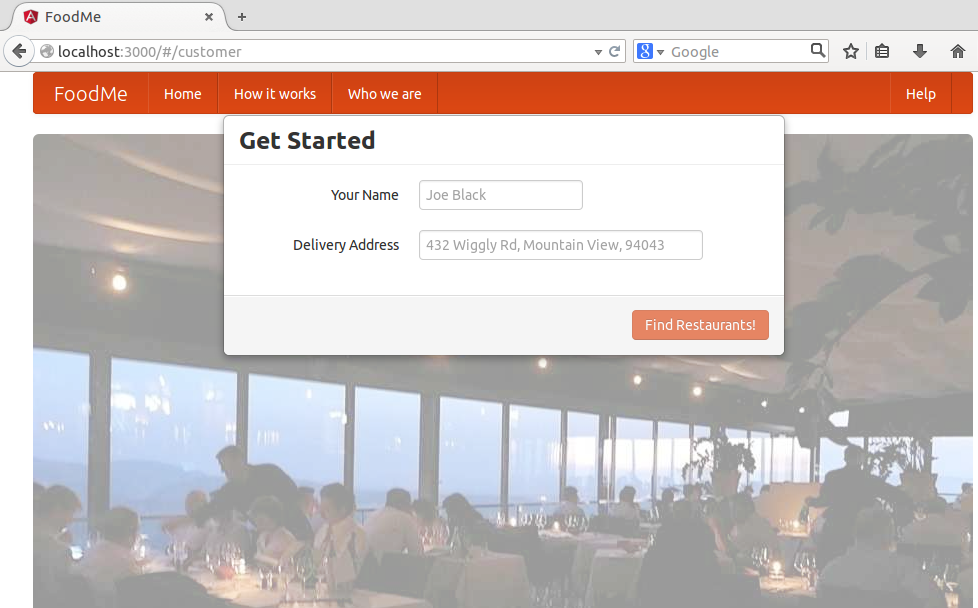 FoodMe
localhost:3000/#/customer
Google
FoodMe Home How it works Who we are Help
Get Started
Your Name Joe Black
Delivery Address 432 Wiggly Rd, Mountain View, 94043
Find Restaurants!